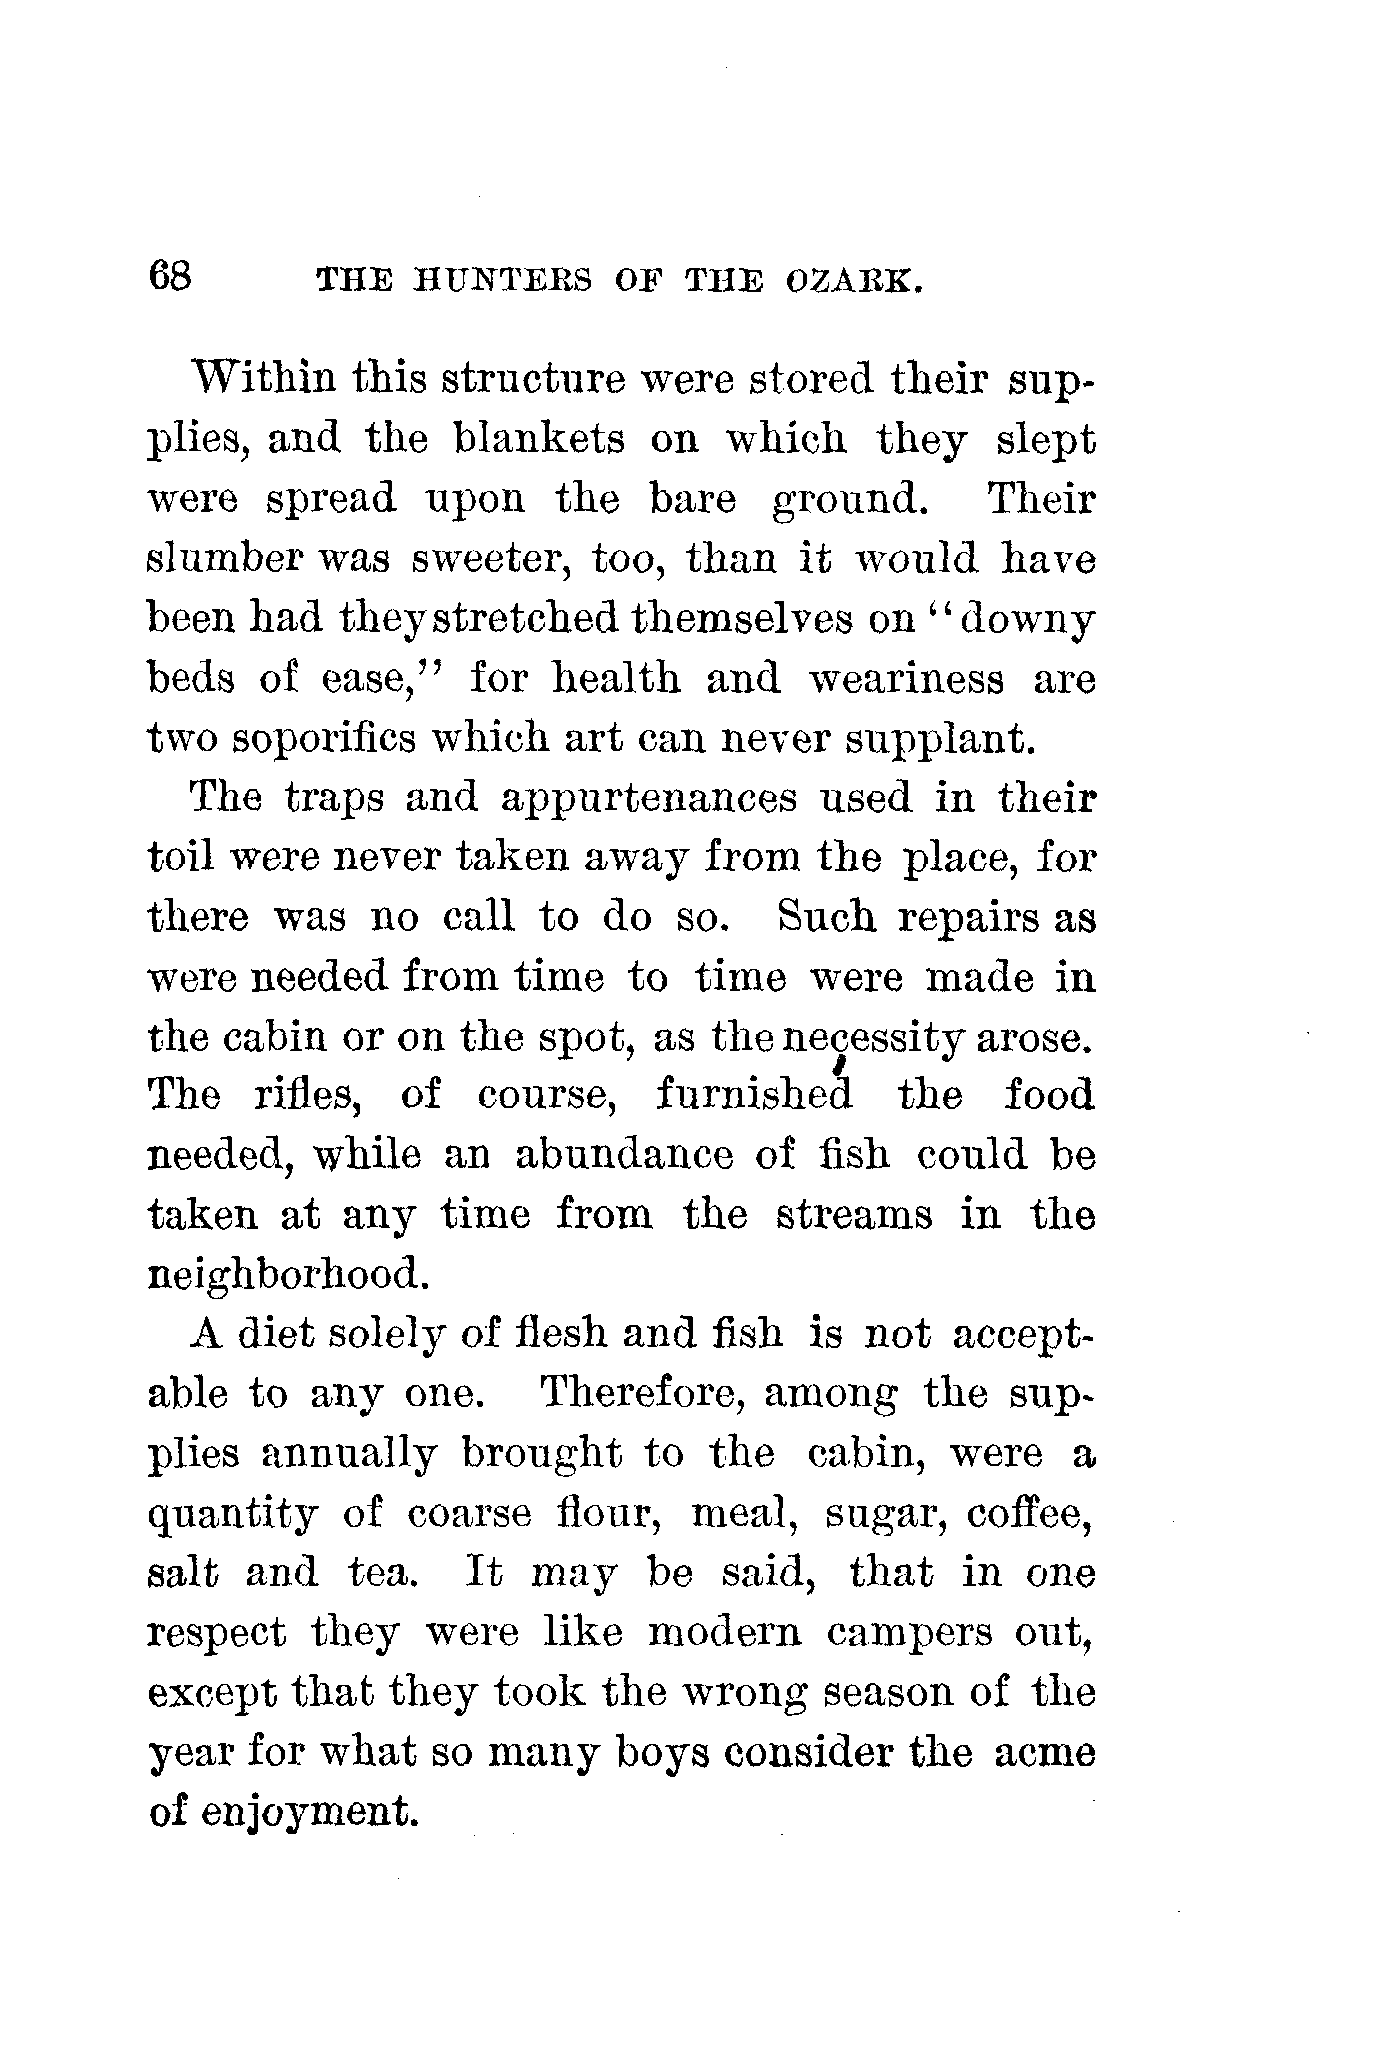 68 THE HUNTERS OF THE OZARK.
Within this structure were stored their sup-
plies, and the blankets on which they slept
were spread upon the bare ground. Their
slumber was sweeter, too, than it would have
been had they stretched themselves on "downy
beds of ease," for health and weariness are
two soporifics which art can never supplant.
The traps and appurtenances used in their
toil were never taken away from the place, for
there was no call to do so. Such repairs as
were needed from time to time were made in
the cabin or on the spot, as the necessity arose.
The rifles, of course, furnished the food
needed, while an abundance of fish could be
taken at any time from the streams in the
neighborhood.
A diet solely of flesh and fish is not accept-
able to any one. Therefore, among the sup-
plies annually brought to the cabin, were a
quantity of coarse flour, meal, sugar, coffee,
salt and tea. It may be said, that in one
respect they were like modern campers out,
except that they took the wrong season of the
year for what so many boys consider the acme
of enjoyment.